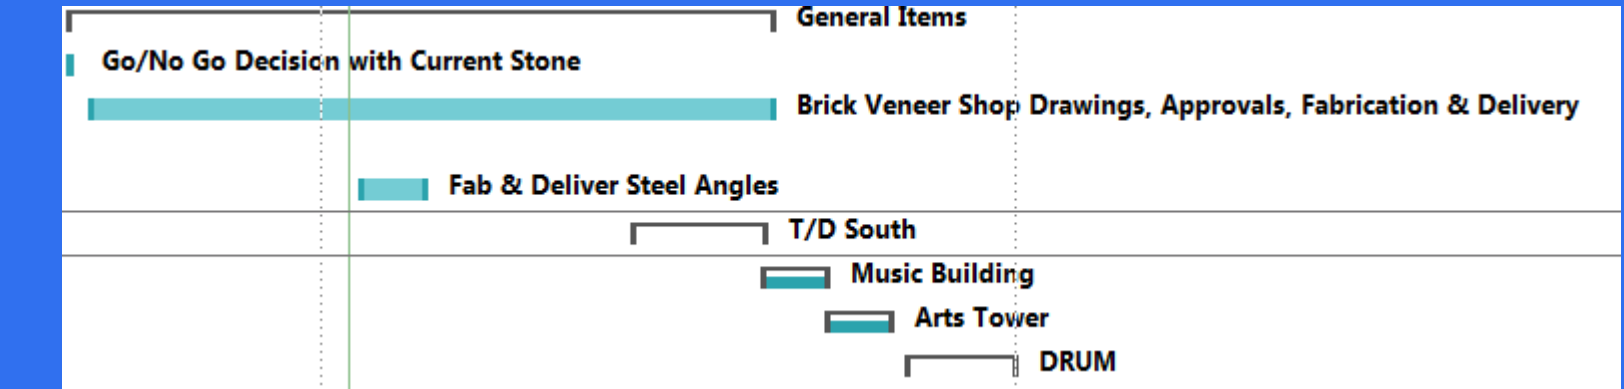 General Items
Go/No Go Decision with Current Stone
Brick Veneer Shop Drawings, Approvals, Fabrication & Delivery
Fab & Deliver Steel Angles
T/D South
Music Building
Arts Tower
DRUM